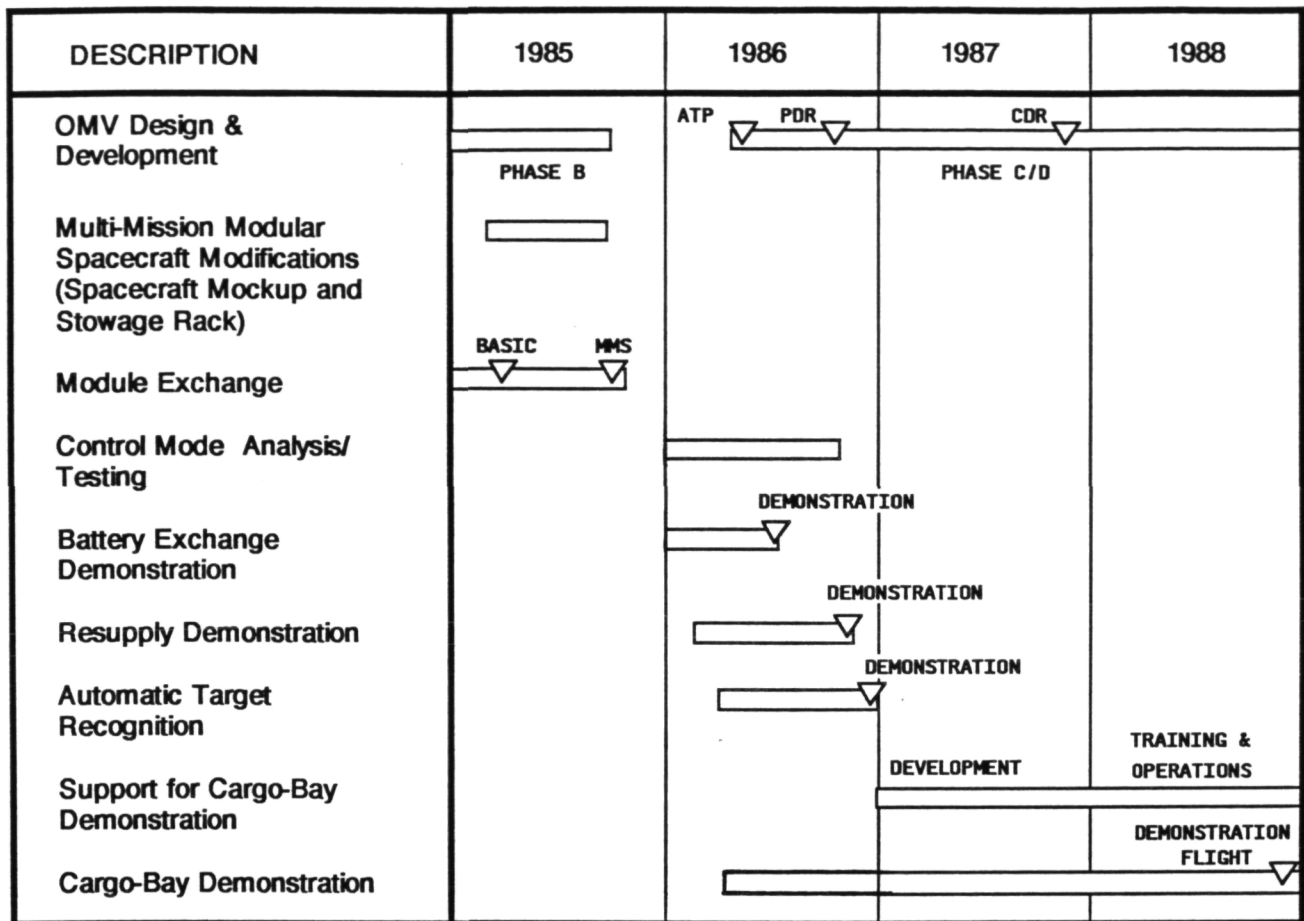 DESCRIPTION 1985 1986 1987 1988
OMV Design &
Development
ATP PDR CDR
PHASE B PHASE C/D
Multi-Mission Modular
Spacecraft Modifications
(Spacecraft Mockup and
Stowage Rack)
BASIC MMS
Module Exchange
Control Mode Analysis/
Testing
DEMONSTRATION
Battery Exchange
Demonstration
DEMONSTRATION
Resupply Demonstration
DEMONSTRATION
Automatic Target
Recognition
TRAINING &
DEVELOPMENT OPERATIONS
Support for Cargo-Bay
Demonstration
DEMONSTRATION
FLIGHT
Cargo-Bay Demonstration